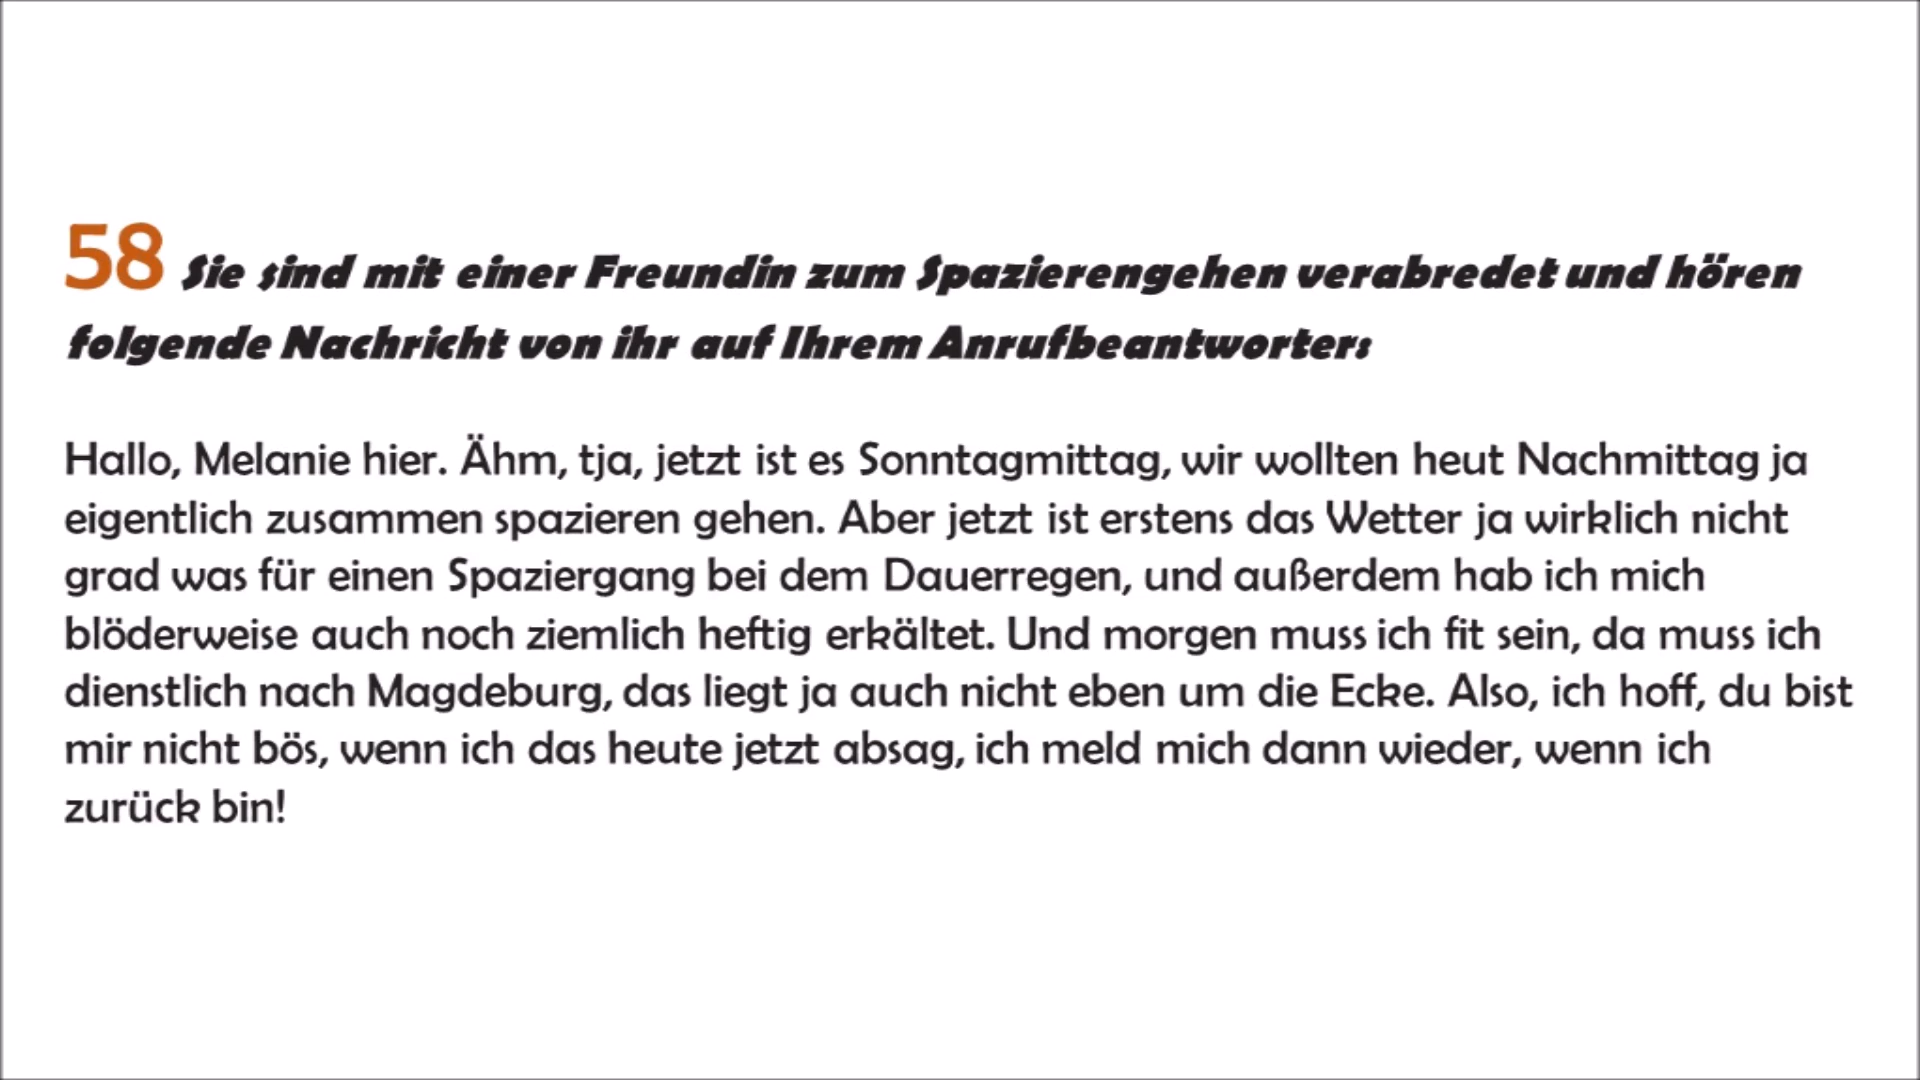 58 Sie sind mit einer Freundin zum Spazierengehen verabredet und hören
folgende Nachricht von ihr auf Ihrem Anrufbeantworter:
Hallo, Melanie hier. Ähm, tja, jetzt ist es Sonntagmittag, wir wollten heut Nachmittag ja
eigentlich zusammen spazieren gehen. Aber jetzt ist erstens das Wetter ja wirklich nicht
grad was für einen Spaziergang bei dem Dauerregen, und außerdem hab ich mich
blöderweise auch noch ziemlich heftig erkältet. Und morgen muss ich fit sein, da muss ich
dienstlich nach Magdeburg, das liegt ja auch nicht eben um die Ecke. Also, ich hoff, du bist
mir nicht bös, wenn ich das heute jetzt absag, ich meld mich dann wieder, wenn ich
zurück bin!